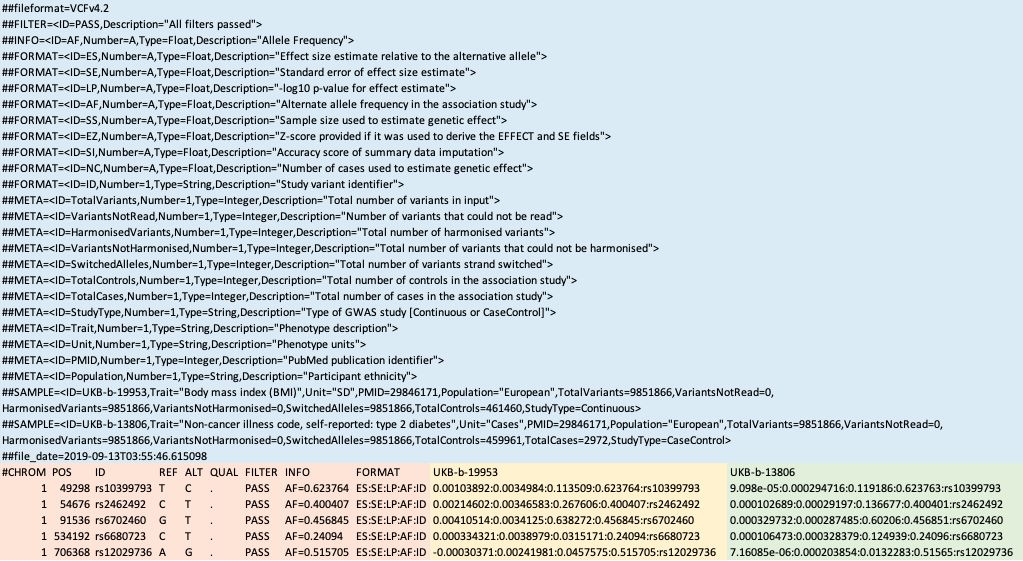 ##fileformat=VCFv4.2
##FILTER=<ID=PASS,Description="All filters passed">
##INFO=<ID=AF,Number=A,Type=Float,Description="Allele Frequency">
##FORMAT=<ID=ES,Number=A,Type=Float,Description="Effect size estimate relative to the alternative allele">
##FORMAT=<ID=SE,Number=A,Type=Float,Description="Standard error of effect size estimate">
##FORMAT=<ID=LP,Number=A,Type=Float,Description="-log10 p-value for effect estimate">
##FORMAT=<ID=AF,Number=A,Type=Float,Description="Alternate allele frequency in the association study">
##FORMAT=<ID=SS,Number=A,Type=Float,Description="Sample size used to estimate genetic effect">
##FORMAT=<ID=EZ,Number=A,Type=Float,Description="Z-score provided if it was used to derive the EFFECT and SE fields">
##FORMAT=<ID=SI,Number=A,Type=Float,Description="Accuracy score of summary data imputation">
##FORMAT=<ID=NC,Number=A,Type=Float,Description="Number of cases used to estimate genetic effect">
##FORMAT=<ID=ID,Number=1,Type=String,Description="Study variant identifier">
##META=<ID=TotalVariants,Number=1,Type=Integer,Description="Total number of variants in input">
##META=<ID=VariantsNotRead,Number=1,Type=Integer,Description="Number of variants that could not be read">
##META=<ID=HarmonisedVariants,Number=1,Type=Integer,Description="Total number of harmonised variants">
##META=<ID=VariantsNotHarmonised,Number=1,Type=Integer,Description="Total number of variants that could not be harmonised">
##META=<ID=SwitchedAlleles,Number=1,Type=Integer,Description="Total number of variants strand switched">
##META=<ID=TotalControls,Number=1,Type=Integer,Description="Total number of controls in the association study">
##META=<ID=TotalCases,Number=1,Type=Integer,Description="Total number of cases in the association study">
##META=<ID=StudyType,Number=1,Type=String,Description="Type of GWAS study [Continuous or CaseControl]">
##META=<ID=Trait,Number=1,Type=String,Description="Phenotype description">
##META=<ID=Unit,Number=1,Type=String,Description="Phenotype units">
##META=<ID=PMID,Number=1,Type=Integer,Description="PubMed publication identifier">
##META=<ID=Population,Number=1,Type=String,Description="Participant ethnicity">
##SAMPLE=<ID=UKB-b-19953,Trait="Body mass index (BMI)",Unit="SD",PMID=29846171,Population="European",TotalVariants=9851866,VariantsNotRead=0,
HarmonisedVariants=9851866,VariantsNotHarmonised=0,SwitchedAlleles=9851866,TotalControls=461460,StudyType=Continuous>
##SAMPLE=<ID=UKB-b-13806,Trait="Non-cancer illness code, self-reported: type 2 diabetes",Unit="Cases",PMID=29846171,Population="European",TotalVariants=9851866,VariantsNotRead=0,
HarmonisedVariants=9851866,VariantsNotHarmonised=0,SwitchedAlleles=9851866,TotalControls=459961,TotalCases=2972,StudyType=CaseControl>
##file_date=2019-09-13T03:55:46.615098
#CHROM POS ID REF ALT QUAL FILTER INFO FORMAT UKB-b-19953 UKB-b-13806
1 49298 rs10399793 T C . PASS AF=0.623764 ES:SE:LP:AF:ID 0.00103892:0.0034984:0.113509:0.623764:rs10399793 9.098e-05:0.000294716:0.119186:0.623763:rs10399793
1 54676 rs2462492 C T . PASS AF=0.400407 ES:SE:LP:AF:ID 0.00214602:0.00346583:0.267606:0.400407:rs2462492 0.000102689:0.00029197:0.136677:0.400401:rs2462492
1 91536 rs6702460 G T . PASS AF=0.456845 ES:SE:LP:AF:ID 0.00410514:0.0034125:0.638272:0.456845:rs6702460 0.000329732:0.000287485:0.60206:0.456851:rs6702460
1 534192 rs6680723 C T . PASS AF=0.24094 ES:SE:LP:AF:ID 0.000334321:0.0038979:0.0315171:0.24094:rs6680723 0.000106473:0.000328379:0.124939:0.24096:rs6680723
1 706368 rs12029736 A G . PASS AF=0.515705 ES:SE:LP:AF:ID -0.00030371:0.00241981:0.0457575:0.515705:rs12029736 7.16085e-06:0.000203854:0.0132283:0.51565:rs12029736